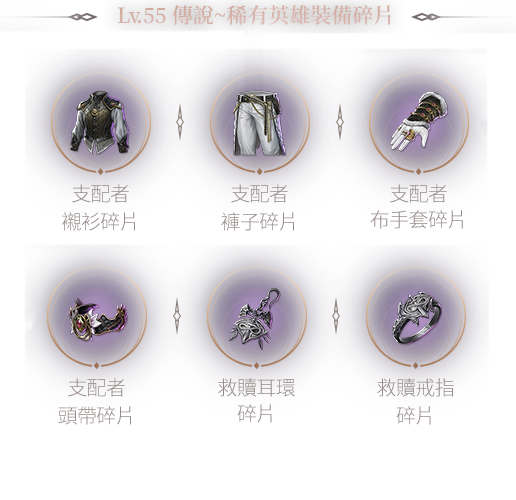 Lv.55 傳說~稀有英雄裝備碎片
支配者
襯衫碎片
支配者
褲子碎片
支配者
布手套碎片
支配者
頭帶碎片
救贖耳環
碎片
救贖戒指
碎片